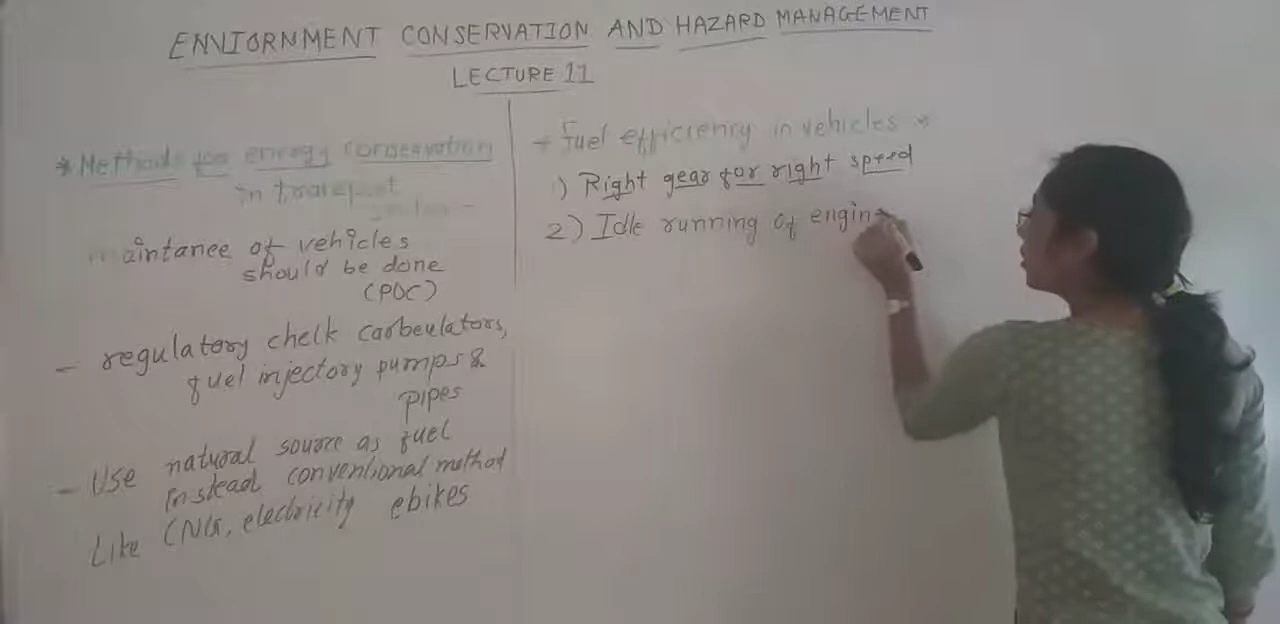 ENVIORNMENT CONSERVATION AND HAZARD MANAGEMENT
LECTURE 11
* Methods for energy conservation
in transport
maintance of vehicles
should be done
(PUC)
- regulatory check carbeulators,
fuel injectory pumps &
pipes
- Use natural source as fuel
instead conventional method
Like CNG, electricity ebikes
* Fuel efficiency in vehicles
1) Right gear for right speed
2) Idle running of engin